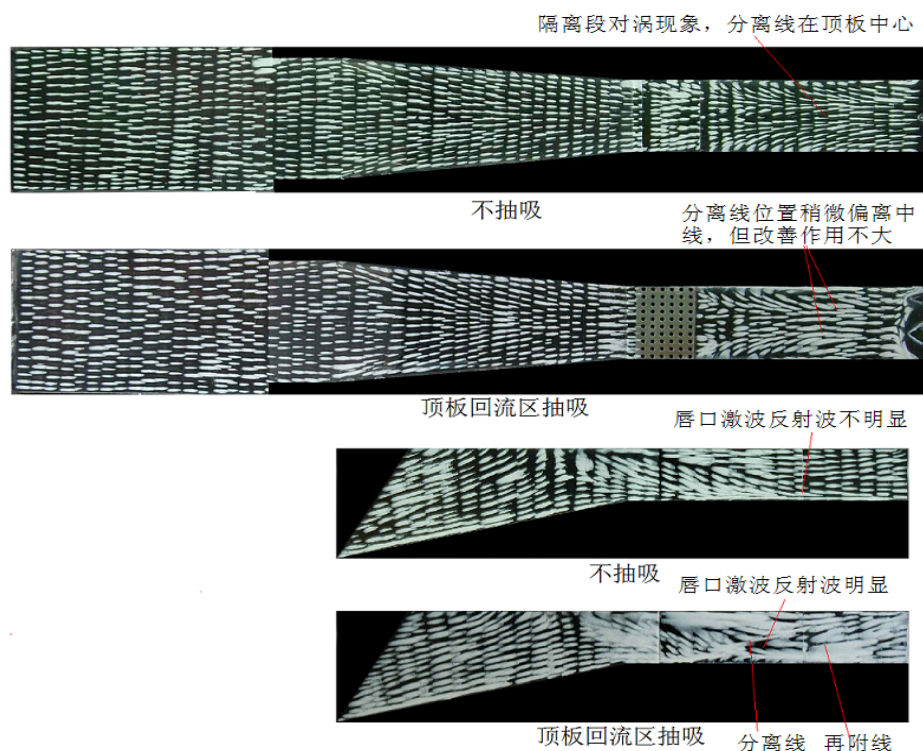 隔离段对涡现象，分离线在顶板中心
不抽吸
分离线位置稍微偏离中
线，但改善作用不大
顶板回流区抽吸
唇口激波反射波不明显
不抽吸
唇口激波反射波明显
顶板回流区抽吸
分离线 再附线